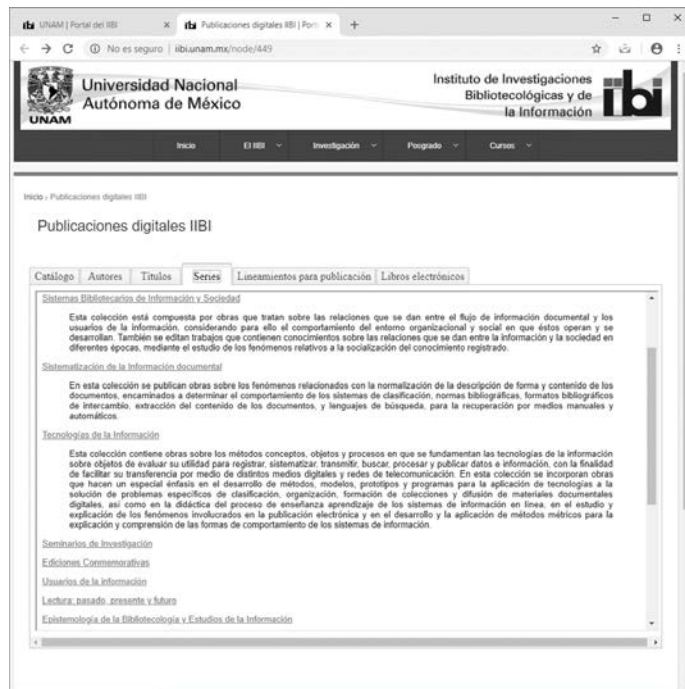 UNAM | Portal del IIBI
Publicaciones digitales IIBI | Port
No es seguro | iibi.unam.mx/node/449
Universidad Nacional
Autónoma de México
UNAM
Instituto de Investigaciones
Bibliotecológicas y de
la Información
iibi
Inicio
El IIBI
Investigación
Posgrado
Cursos
Inicio › Publicaciones digitales IIBI
Publicaciones digitales IIBI
Catálogo
Autores
Titulos
Series
Lineamientos para publicación
Libros electrónicos
Sistemas Bibliotecarios de Información y Sociedad
Esta colección está compuesta por obras que tratan sobre las relaciones que se dan entre el flujo de información documental y los
usuarios de la información, considerando para ello el comportamiento del entorno organizacional y social en que éstos operan y se
desarrollan. También se editan trabajos que contienen conocimientos sobre las relaciones que se dan entre la información y la sociedad en
diferentes épocas, mediante el estudio de los fenómenos relativos a la socialización del conocimiento registrado.
Sistematización de la Información documental
En esta colección se publican obras sobre los fenómenos relacionados con la normalización de la descripción de forma y contenido de los
documentos, encaminados a determinar el comportamiento de los sistemas de clasificación, normas bibliográficas, formatos bibliográficos
de intercambio, extracción del contenido de los documentos, y lenguajes de búsqueda, para la recuperación por medios manuales y
automáticos.
Tecnologías de la Información
Esta colección contiene obras sobre los métodos conceptos, objetos y procesos en que se fundamentan las tecnologías de la información
sobre objetos de evaluar su utilidad para registrar, sistematizar, transmitir, buscar, procesar y publicar datos e información, con la finalidad
de facilitar su transferencia por medio de distintos medios digitales y redes de telecomunicación. En esta colección se incorporan obras
que hacen un especial énfasis en el desarrollo de métodos, modelos, prototipos y programas para la aplicación de tecnologías a la
solución de problemas específicos de clasificación, organización, formación de colecciones y difusión de materiales documentales
digitales, así como en la didáctica del proceso de enseñanza aprendizaje de los sistemas de información en línea, en el estudio y
explicación de los fenómenos involucrados en la publicación electrónica y en el desarrollo y la aplicación de métodos métricos para la
explicación y comprensión de las formas de comportamiento de los sistemas de información.
Seminarios de Investigación
Ediciones Conmemorativas
Usuarios de la información
Lectura: pasado, presente y futuro
Epistemología de la Bibliotecología y Estudios de la Información